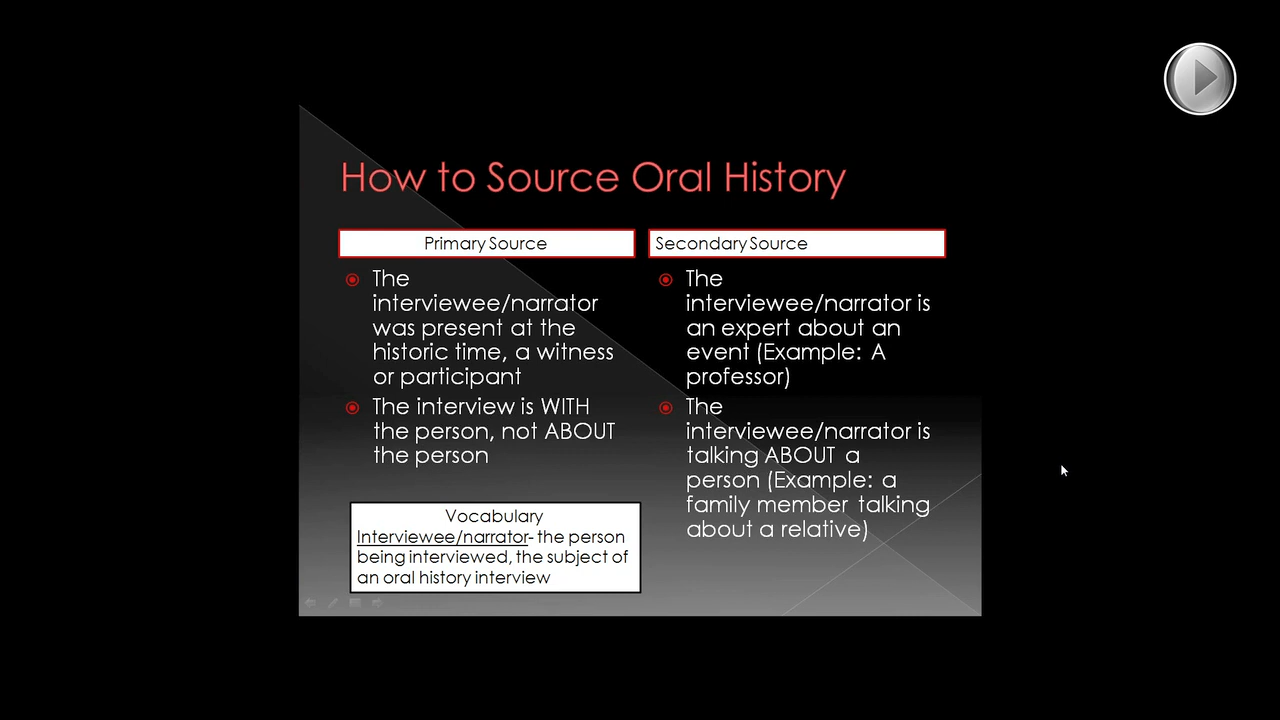 How to Source Oral History
Primary Source
The
interviewee/narrator
was present at the
historic time, a witness
or participant
The interview is WITH
the person, not ABOUT
the person
Vocabulary
Interviewee/narrator- the person
being interviewed, the subject of
an oral history interview
Secondary Source
The
interviewee/narrator is
an expert about an
event (Example: A
professor)
The
interviewee/narrator is
talking ABOUT a
person (Example: a
family member talking
about a relative)